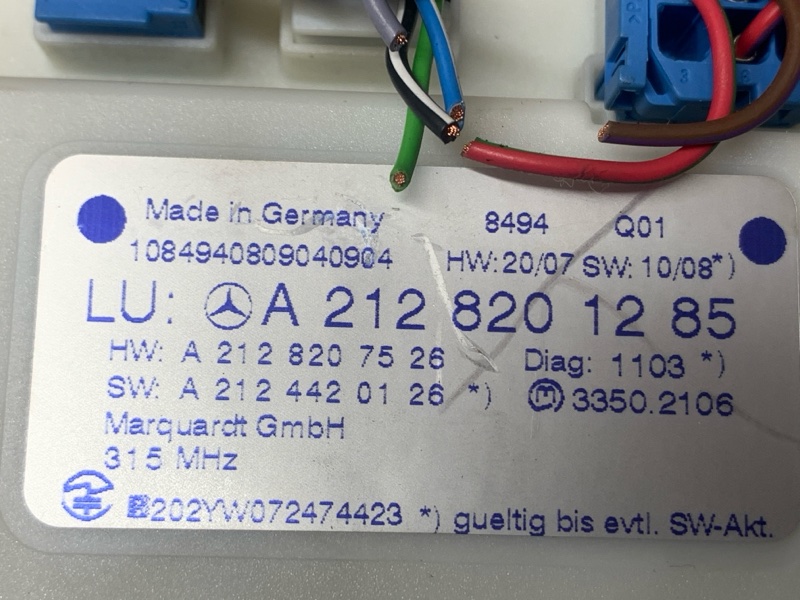 Made in Germany 8494 Q01
1084940809040904 HW:20/07 SW: 10/08*)
LU: A 212 820 12 85
HW: A 212 820 75 26 Diag: 1103 *)
SW: A 212 442 01 26 *) 3350.2106
Marquardt GmbH
315 MHz
202YW072474423 *) gueltig bis evtl. SW-Akt.